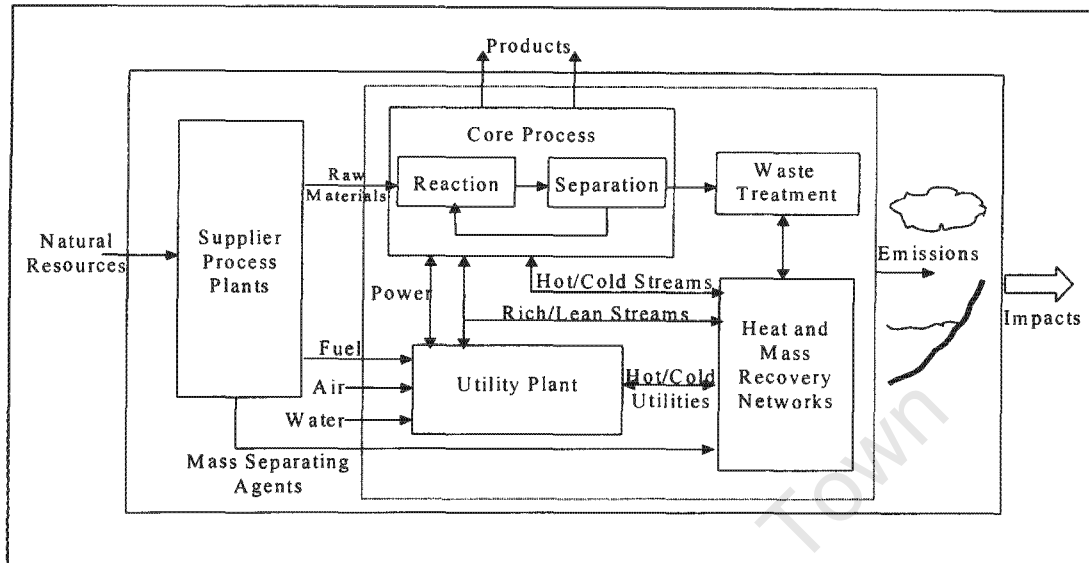 Products
Core Process
Reaction
Separation
Waste
Treatment
Raw
Materials
Natural
Resources
Supplier
Process
Plants
Emissions
Impacts
Power
Hot/Cold Streams
Rich/Lean Streams
Heat and
Mass
Recovery
Networks
Fuel
Air
Water
Utility Plant
Hot/Cold
Utilities
Mass Separating
Agents
Town